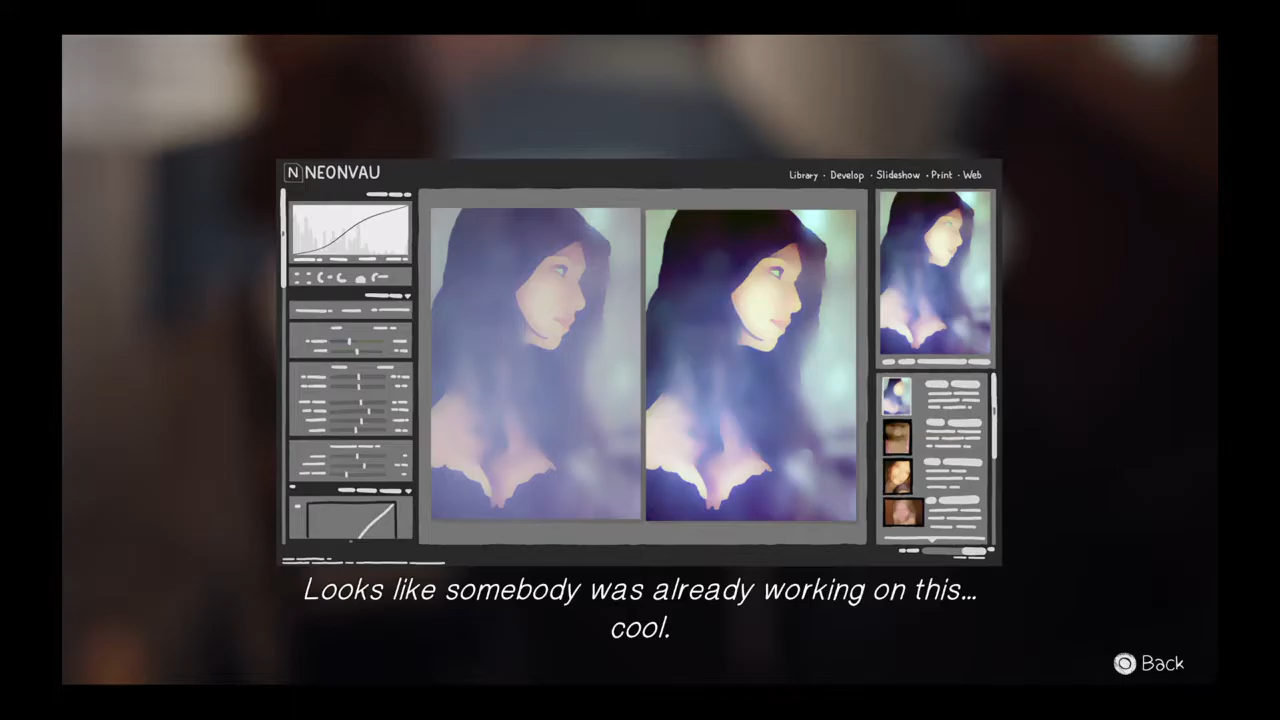 N NEONVAU
Library · Develop · Slideshow · Print · Web
Looks like somebody was already working on this...
cool.
Back